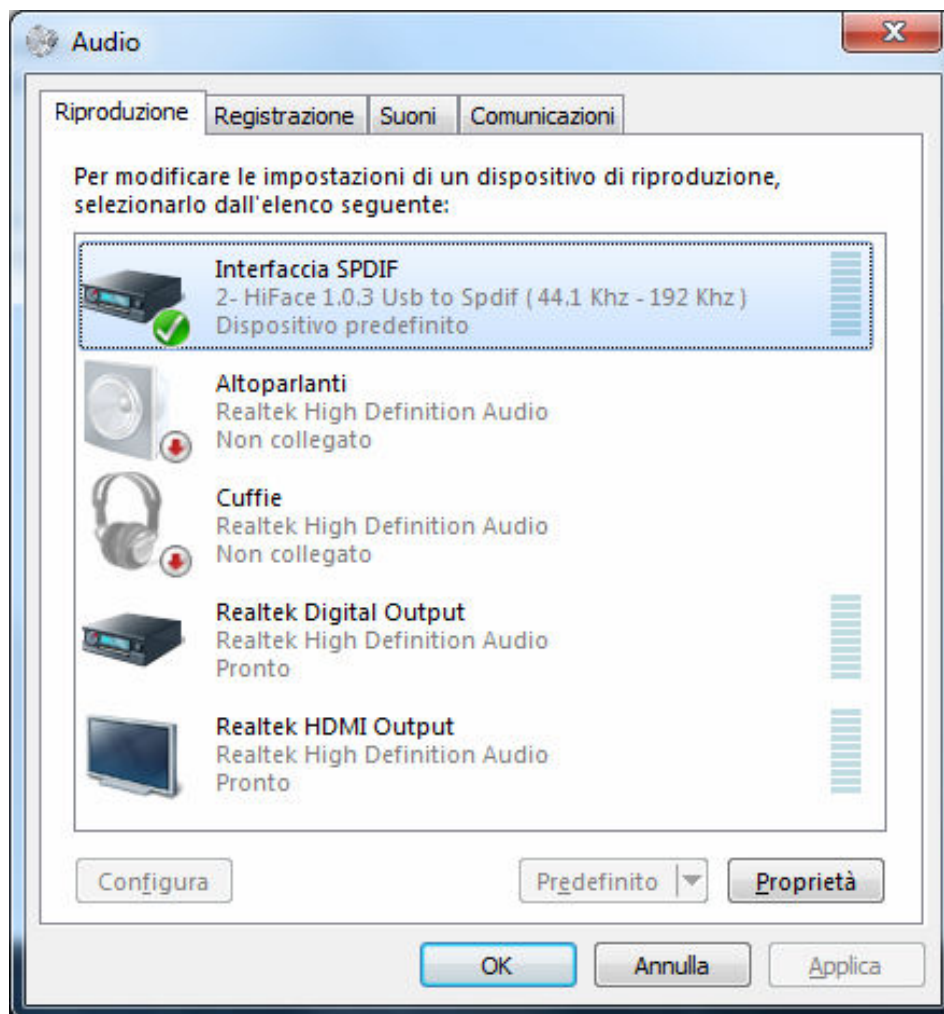 Audio
Riproduzione
Registrazione
Suoni
Comunicazioni
Per modificare le impostazioni di un dispositivo di riproduzione,
selezionarlo dall'elenco seguente:
Interfaccia SPDIF
2- HiFace 1.0.3 Usb to Spdif ( 44.1 Khz - 192 Khz )
Dispositivo predefinito
Altoparlanti
Realtek High Definition Audio
Non collegato
Cuffie
Realtek High Definition Audio
Non collegato
Realtek Digital Output
Realtek High Definition Audio
Pronto
Realtek HDMI Output
Realtek High Definition Audio
Pronto
Configura
Predefinito
Proprietà
OK
Annulla
Applica